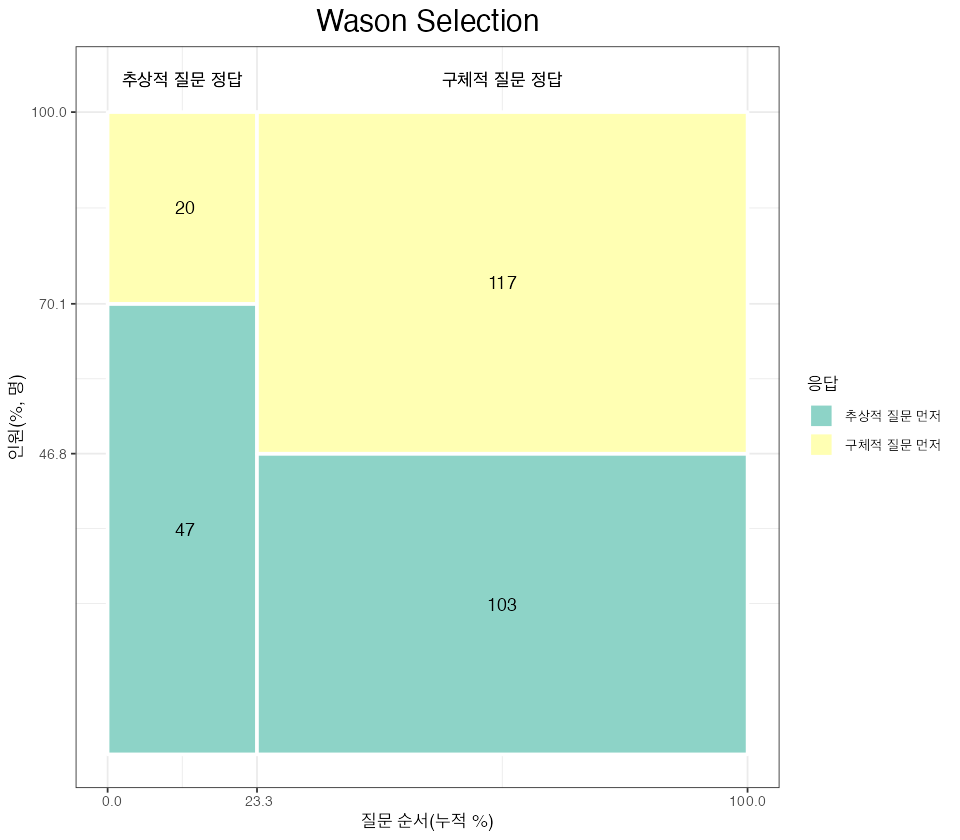 Wason Selection
추상적 질문 정답
구체적 질문 정답
100.0
70.1
46.8
인원(%, 명)
20
117
47
103
0.0
23.3
100.0
질문 순서(누적 %)
응답
추상적 질문 먼저
구체적 질문 먼저